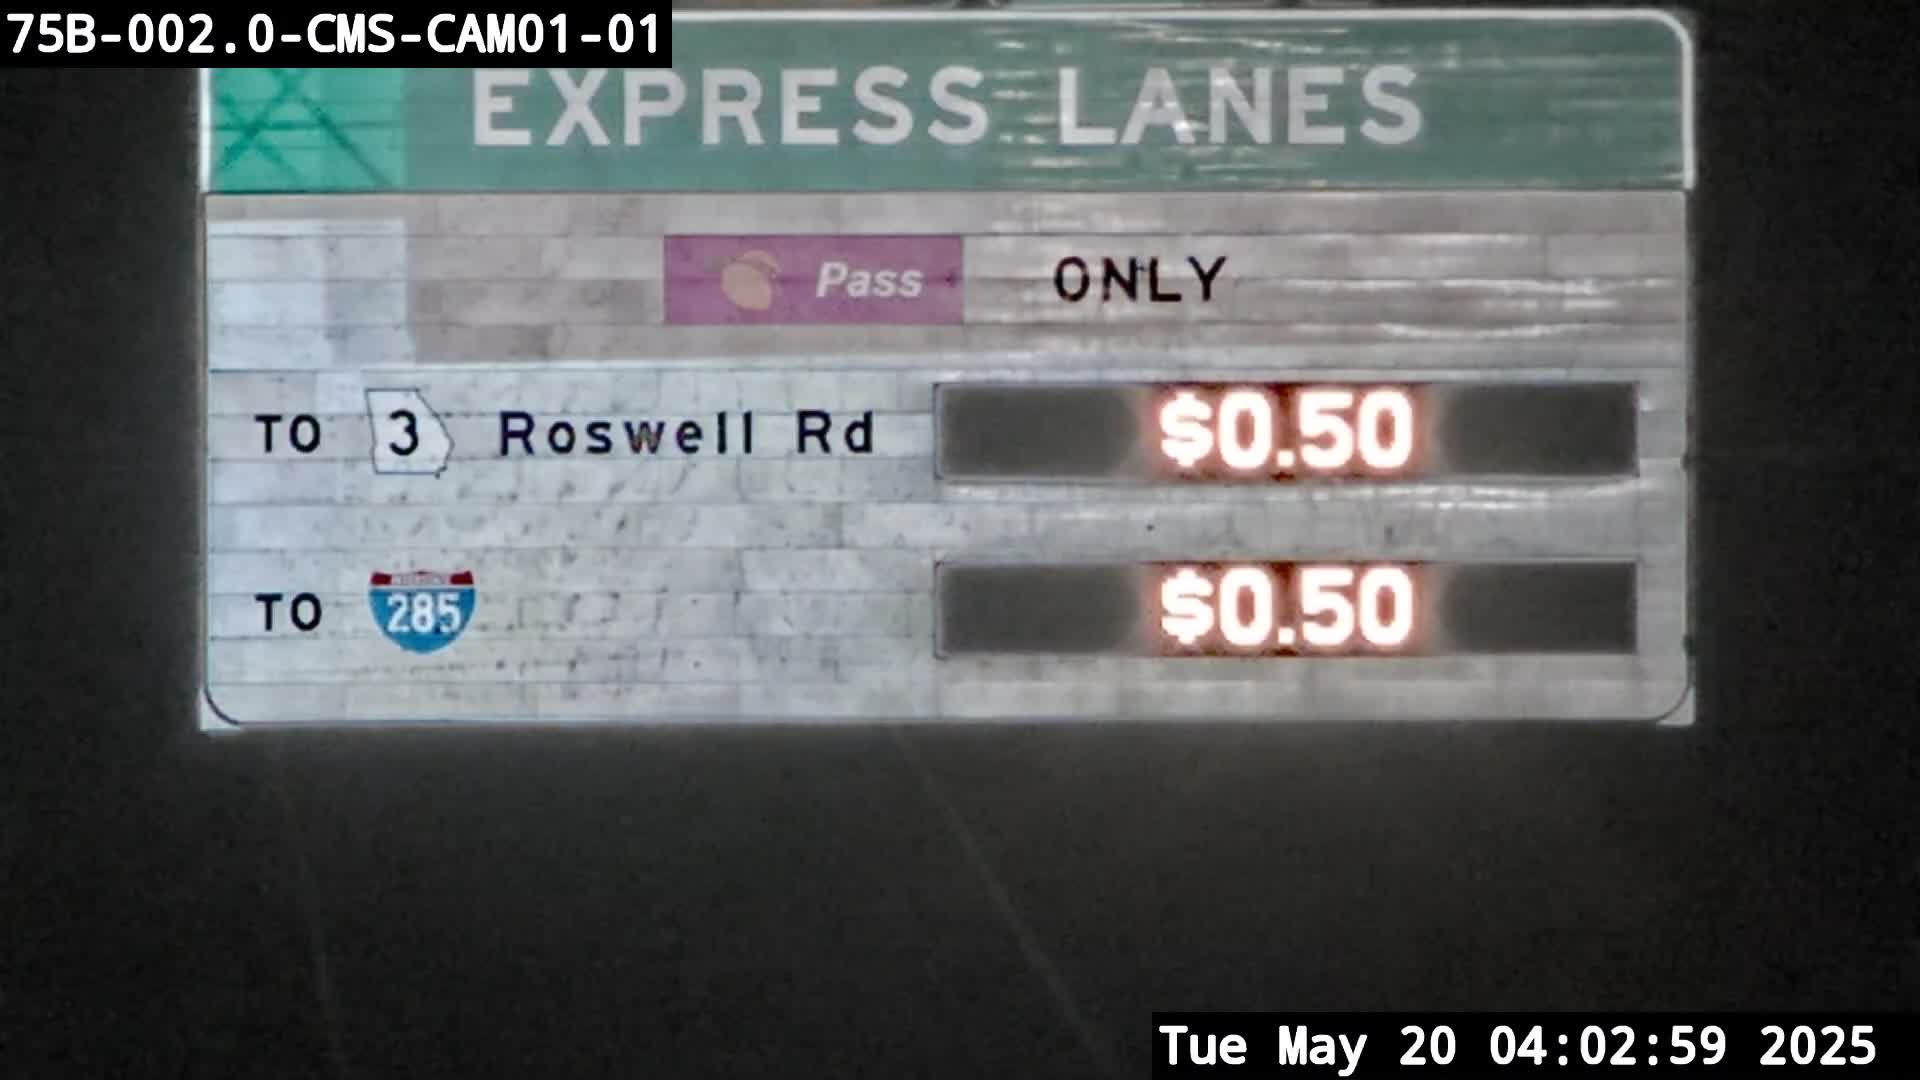 75B-002.0-CMS-CAM01-01
EXPRESS LANES
Pass ONLY
TO 3 Roswell Rd $0.50
TO 285 $0.50
Tue May 20 04:02:59 2025